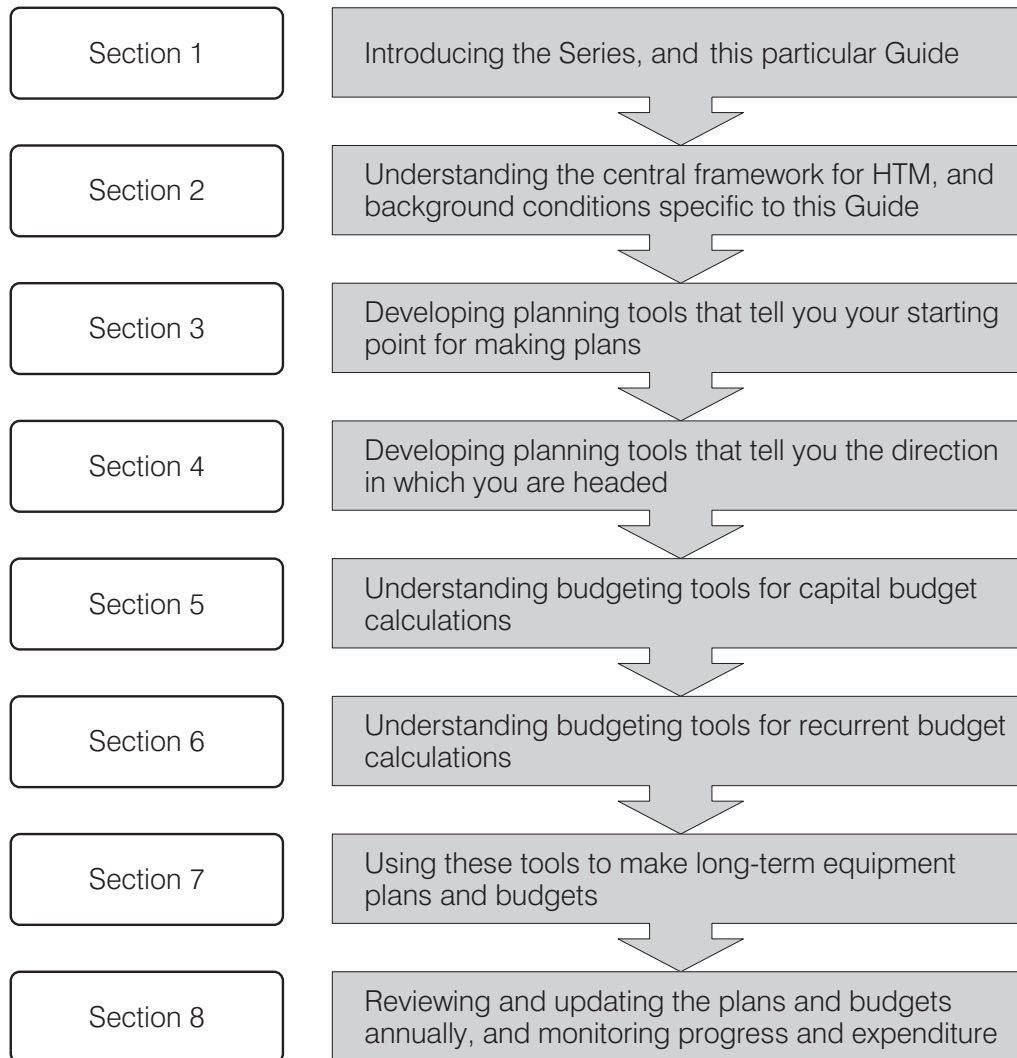 Section 1
Introducing the Series, and this particular Guide
Section 2
Understanding the central framework for HTM, and
background conditions specific to this Guide
Section 3
Developing planning tools that tell you your starting
point for making plans
Section 4
Developing planning tools that tell you the direction
in which you are headed
Section 5
Understanding budgeting tools for capital budget
calculations
Section 6
Understanding budgeting tools for recurrent budget
calculations
Section 7
Using these tools to make long-term equipment
plans and budgets
Section 8
Reviewing and updating the plans and budgets
annually, and monitoring progress and expenditure